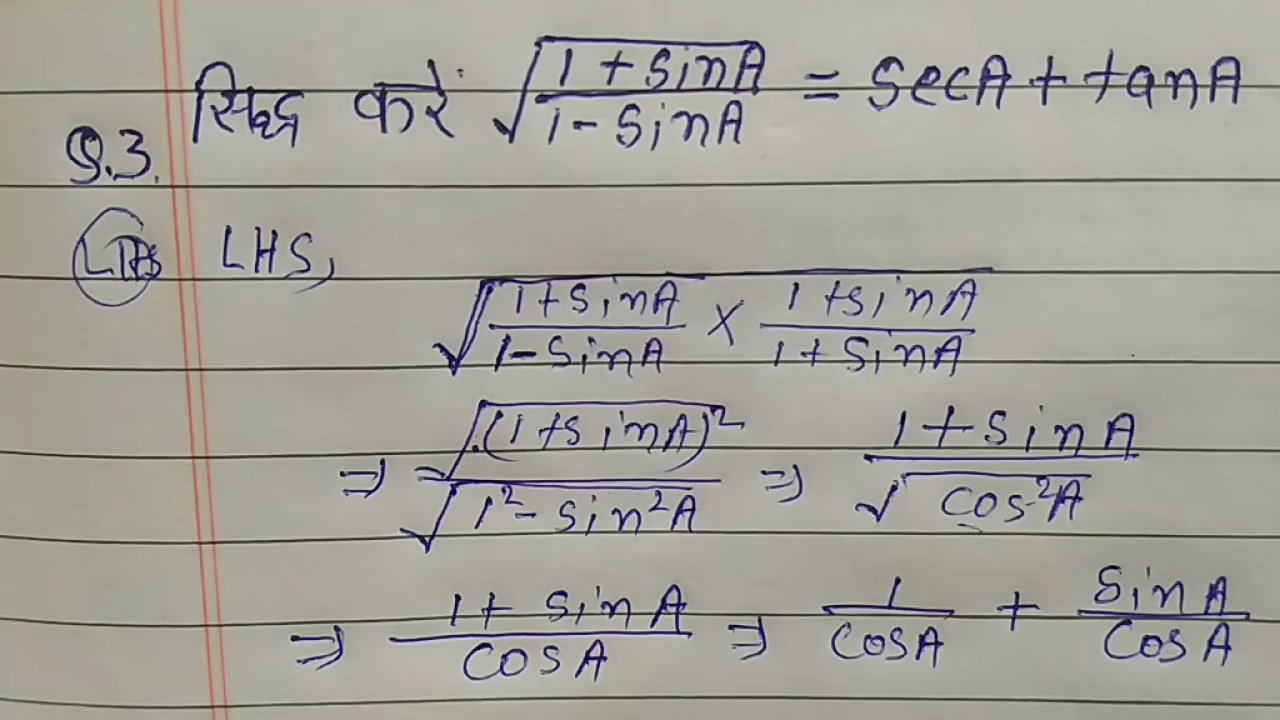 सिद्ध करें √(1+sinA)/(1-sinA) = secA + tanA
Q.3.
LHS LHS,
√(1+sinA)/(1-sinA) × (1+sinA)/(1+sinA)
⇒ = √(1+sinA)²/√(1²-sin²A) ⇒ (1+sinA)/√(cos²A)
⇒ (1+sinA)/(cosA) ⇒ 1/(cosA) + (sinA)/(cosA)